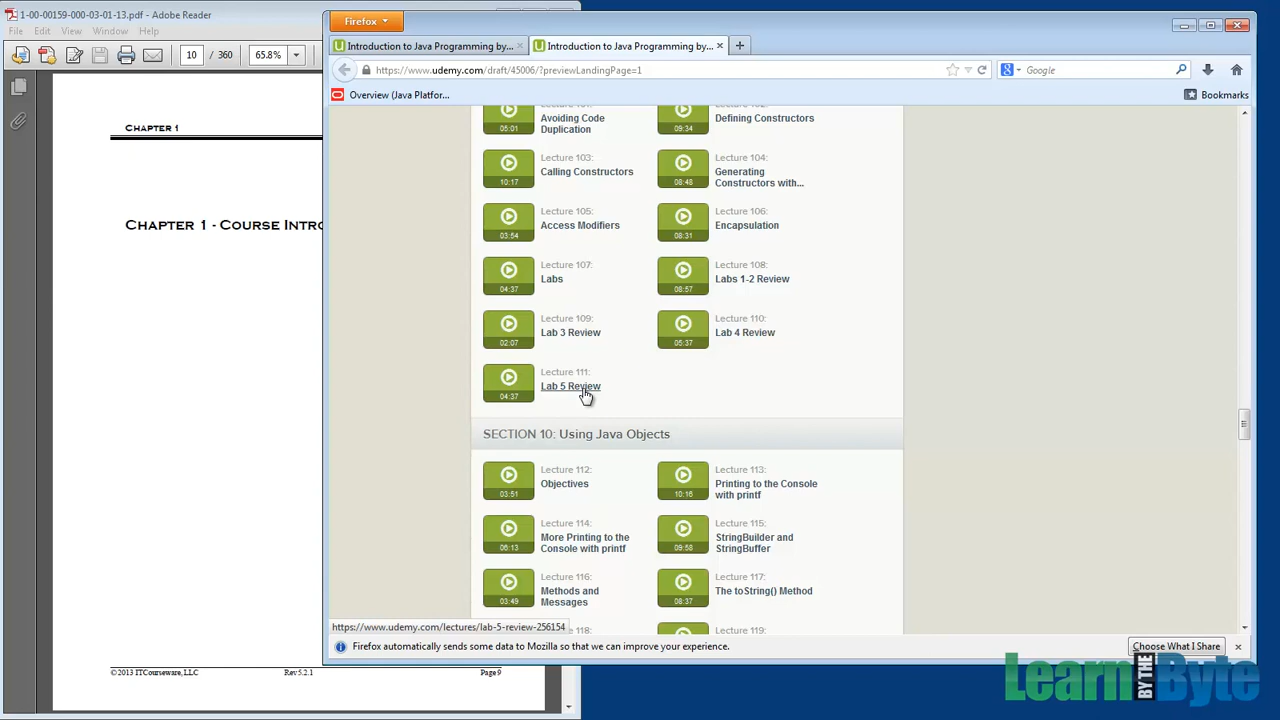 1-00-00159-000-03-01-13.pdf - Adobe Reader
File Edit View Document Window Help
10 / 360 65.8%
CHAPTER 1
CHAPTER 1 - COURSE INTRO
©2013 ITCourseware, LLC Rev 5.2.1 Page 9
Firefox
Introduction to Java Programming by... × Introduction to Java Programming by... × +
https://www.udemy.com/draft/45006/?previewLandingPage=1
Google
Overview (Java Platfor...
Bookmarks
05:01
Avoiding Code
Duplication
09:34
Defining Constructors
Lecture 103:
Calling Constructors
10:17
Lecture 104:
Generating
Constructors with...
08:48
Lecture 105:
Access Modifiers
03:54
Lecture 106:
Encapsulation
08:31
Lecture 107:
Labs
04:37
Lecture 108:
Labs 1-2 Review
08:57
Lecture 109:
Lab 3 Review
02:07
Lecture 110:
Lab 4 Review
05:37
Lecture 111:
Lab 5 Review
04:37
SECTION 10: Using Java Objects
Lecture 112:
Objectives
03:51
Lecture 113:
Printing to the Console
with printf
10:16
Lecture 114:
More Printing to the
Console with printf
06:13
Lecture 115:
StringBuilder and
StringBuffer
09:58
Lecture 116:
Methods and
Messages
03:49
Lecture 117:
The toString() Method
08:37
https://www.udemy.com/lectures/lab-5-review-256154
118:
Lecture 119:
Firefox automatically sends some data to Mozilla so that we can improve your experience.
Choose What I Share ×
Learn BY THE Byte